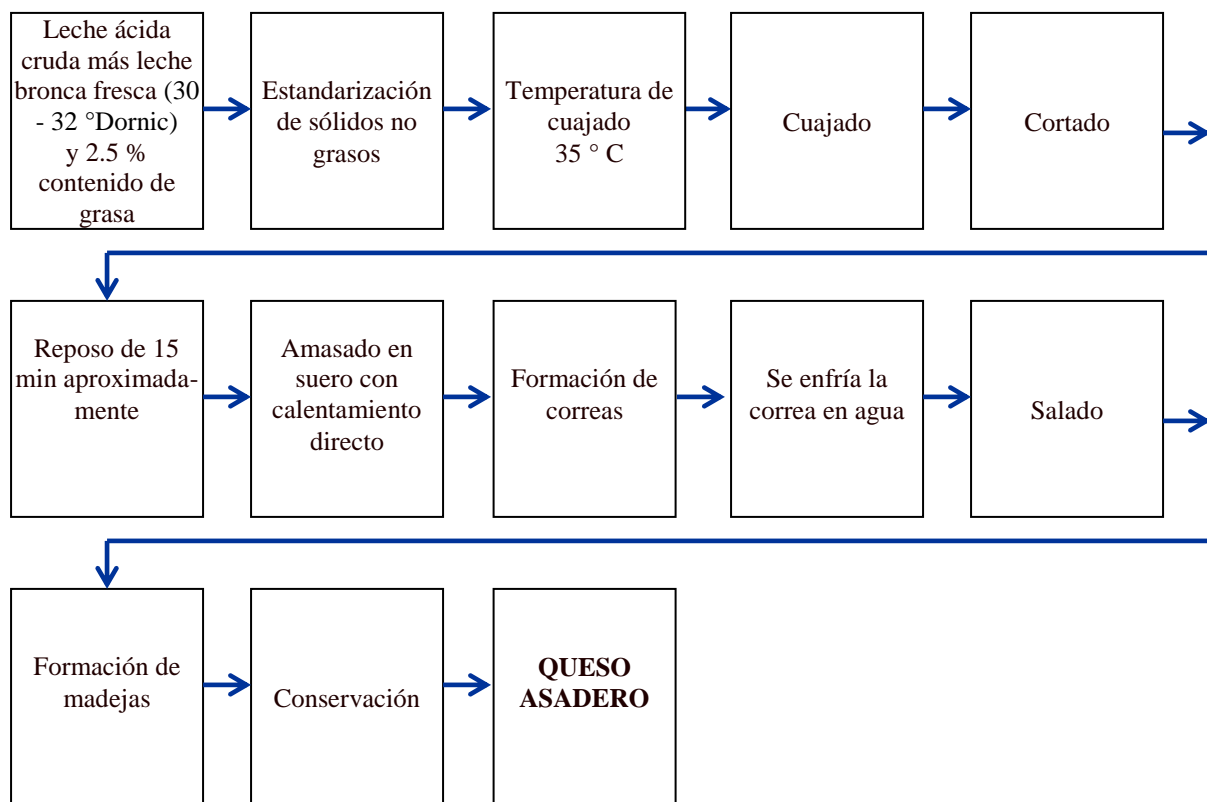 Leche ácida
cruda más leche
bronca fresca (30
- 32 °Dornic)
y 2.5 %
contenido de
grasa
Estandarización
de sólidos no
grasos
Temperatura de
cuajado
35 ° C
Cuajado
Cortado
Reposo de 15
min aproximada-
mente
Amasado en
suero con
calentamiento
directo
Formación de
correas
Se enfría la
correa en agua
Salado
Formación de
madejas
Conservación
QUESO
ASADERO